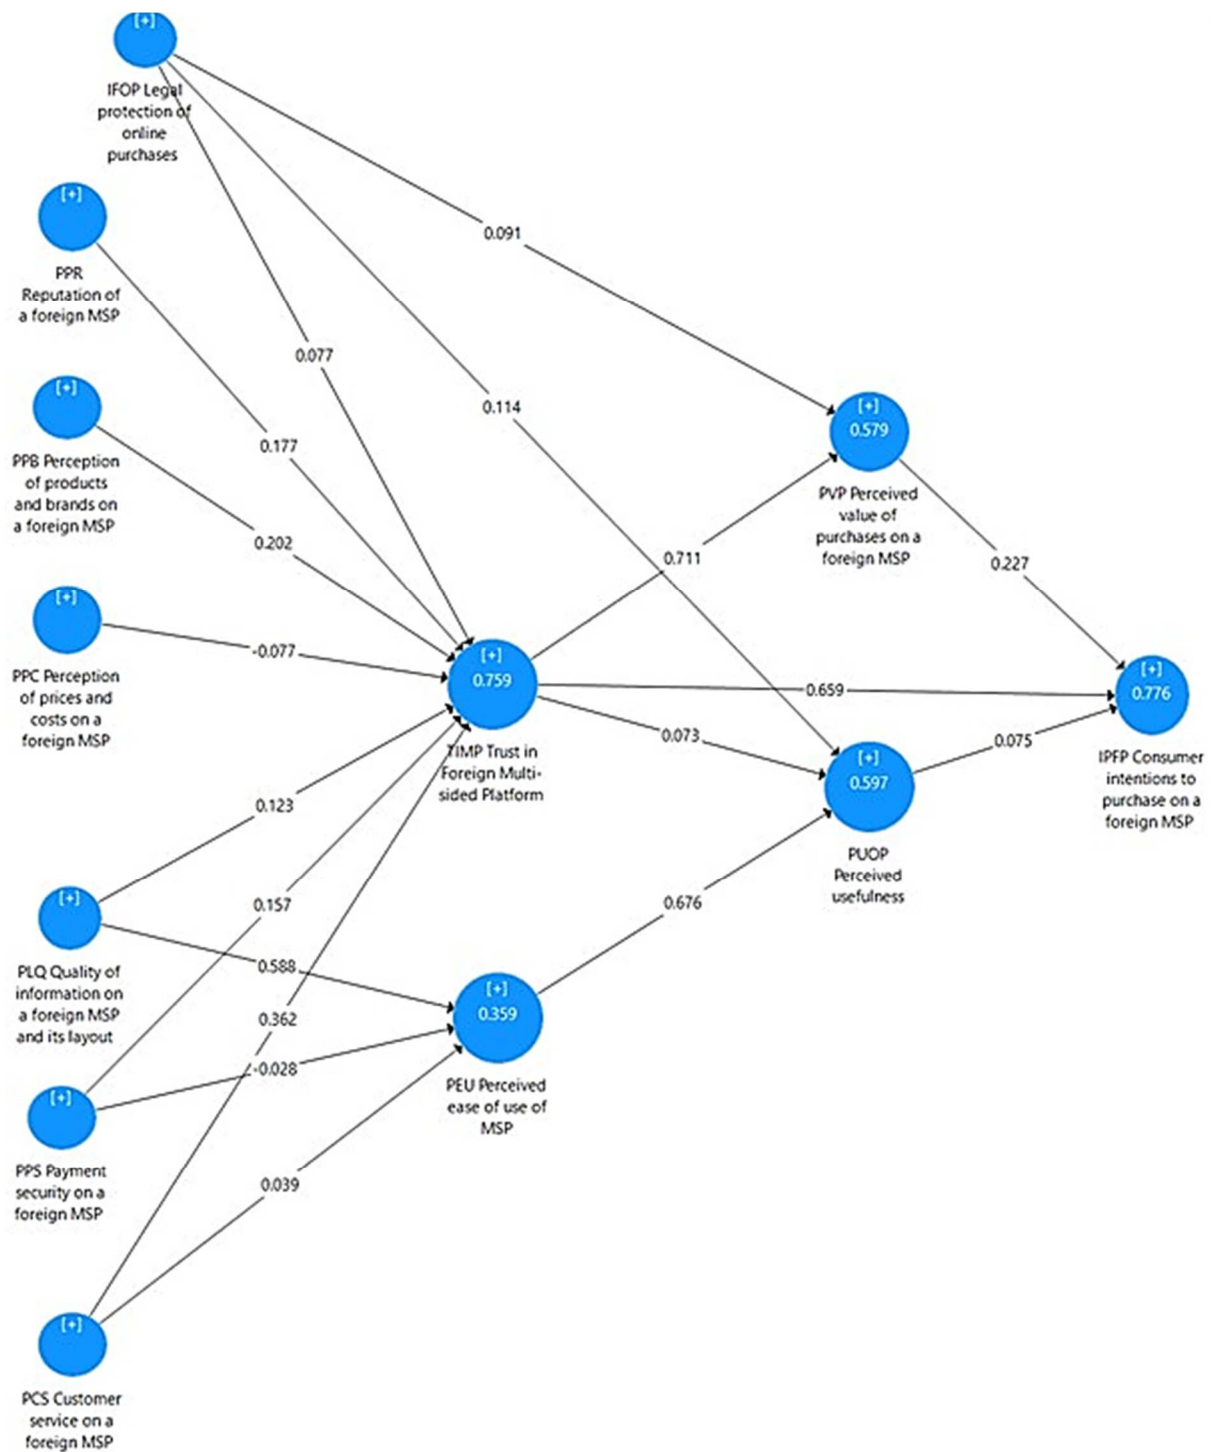 [+]
IFOP Legal
protection of
online
purchases
[+]
PPR
Reputation of
a foreign MSP
[+]
PPB Perception
of products
and brands on
a foreign MSP
[+]
PPC Perception
of prices and
costs on a
foreign MSP
[+]
PLQ Quality of
information on
a foreign MSP
and its layout
[+]
PPS Payment
security on a
foreign MSP
[+]
PCS Customer
service on a
foreign MSP
0.091
0.077
0.114
0.177
0.202
-0.077
0.123
0.157
0.588
0.362
-0.028
0.039
[+]
0.759
TIMP Trust in
Foreign Multi-
sided Platform
[+]
0.359
PEU Perceived
ease of use of
MSP
0.711
0.659
0.073
0.676
[+]
0.579
PVP Perceived
value of
purchases on a
foreign MSP
[+]
0.597
PUOP
Perceived
usefulness
0.227
0.075
[+]
0.776
IPFP Consumer
intentions to
purchase on a
foreign MSP